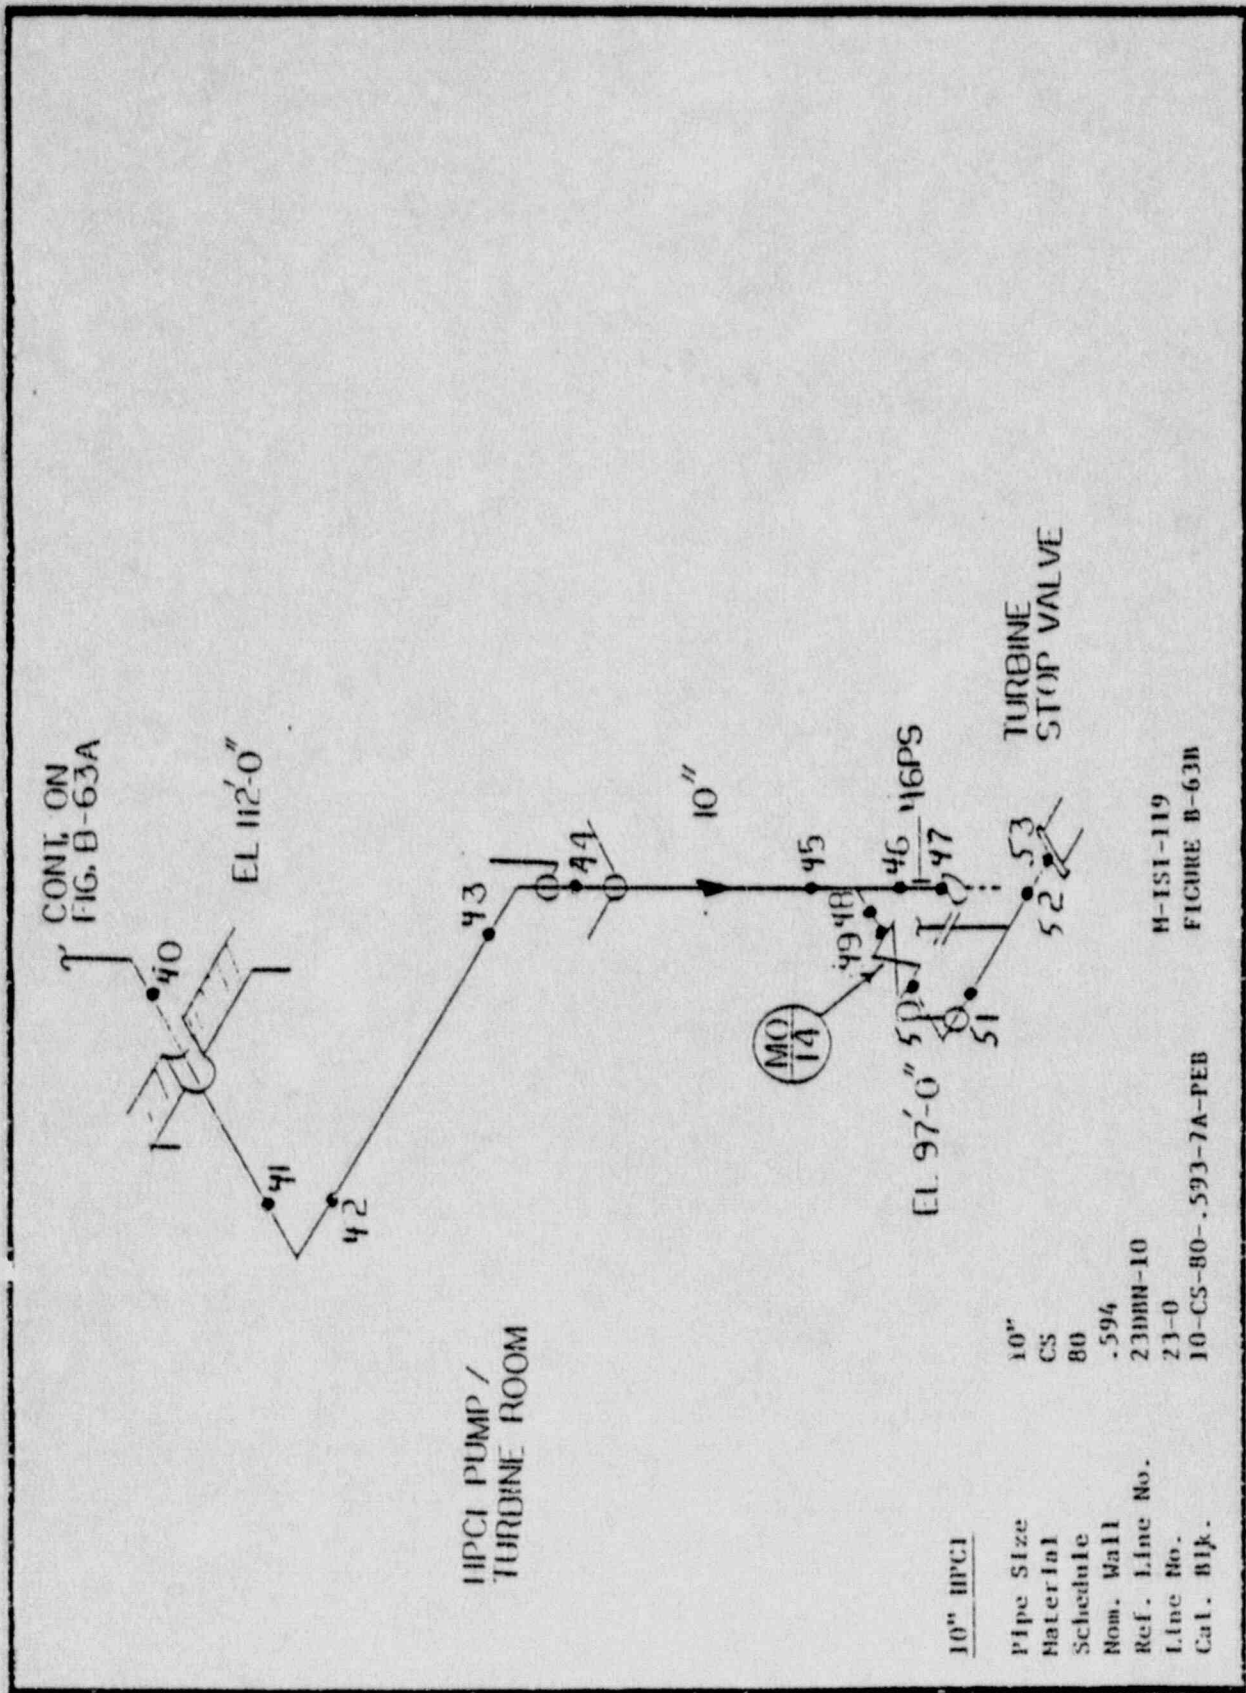 CONT. ON
FIG. B-63A
EL 112'-0"
40
41
42
43
44
HPCI PUMP /
TURBINE ROOM
10"
45
46
46PS
47
48
49
MO
14
50
EL. 97'-0"
51
52
53
TURBINE
STOP VALVE
10" HPCI
Pipe Size 10"
Material CS
Schedule 80
Nom. Wall .594
Ref. Line No. 23DBN-10
Line No. 23-0
Cal. Blk. 10-CS-80-.593-7A-PEB
M-ISI-119
FIGURE B-63B